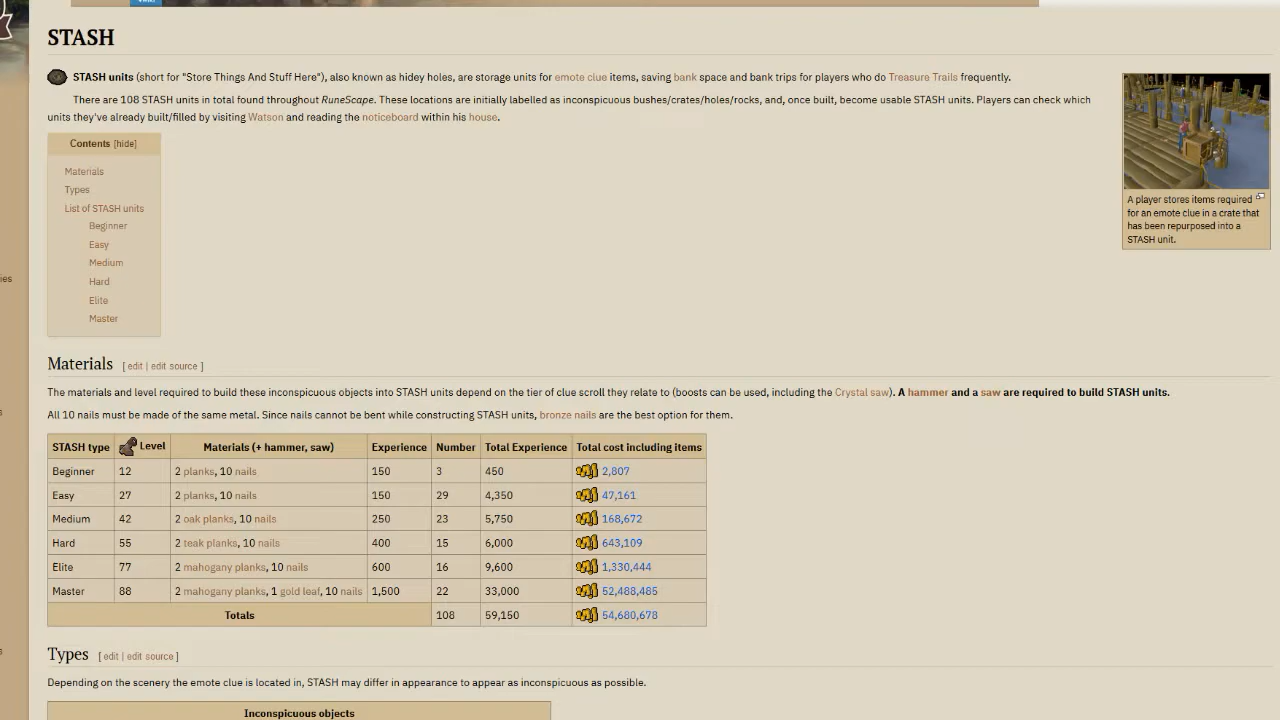 STASH
STASH units (short for "Store Things And Stuff Here"), also known as hidey holes, are storage units for emote clue items, saving bank space and bank trips for players who do Treasure Trails frequently.
There are 108 STASH units in total found throughout RuneScape. These locations are initially labelled as inconspicuous bushes/crates/holes/rocks, and, once built, become usable STASH units. Players can check which
units they've already built/filled by visiting Watson and reading the noticeboard within his house.
A player stores items required
for an emote clue in a crate that
has been repurposed into a
STASH unit.
Contents [hide]
Materials
Types
List of STASH units
Beginner
Easy
Medium
Hard
Elite
Master
ies
Materials [ edit | edit source ]
The materials and level required to build these inconspicuous objects into STASH units depend on the tier of clue scroll they relate to (boosts can be used, including the Crystal saw). A hammer and a saw are required to build STASH units.
All 10 nails must be made of the same metal. Since nails cannot be bent while constructing STASH units, bronze nails are the best option for them.
STASH type Level Materials (+ hammer, saw) Experience Number Total Experience Total cost including items
Beginner 12 2 planks, 10 nails 150 3 450 2,807
Easy 27 2 planks, 10 nails 150 29 4,350 47,161
Medium 42 2 oak planks, 10 nails 250 23 5,750 168,672
Hard 55 2 teak planks, 10 nails 400 15 6,000 643,109
Elite 77 2 mahogany planks, 10 nails 600 16 9,600 1,330,444
Master 88 2 mahogany planks, 1 gold leaf, 10 nails 1,500 22 33,000 52,488,485
Totals 108 59,150 54,680,678
Types [ edit | edit source ]
Depending on the scenery the emote clue is located in, STASH may differ in appearance to appear as inconspicuous as possible.
Inconspicuous objects